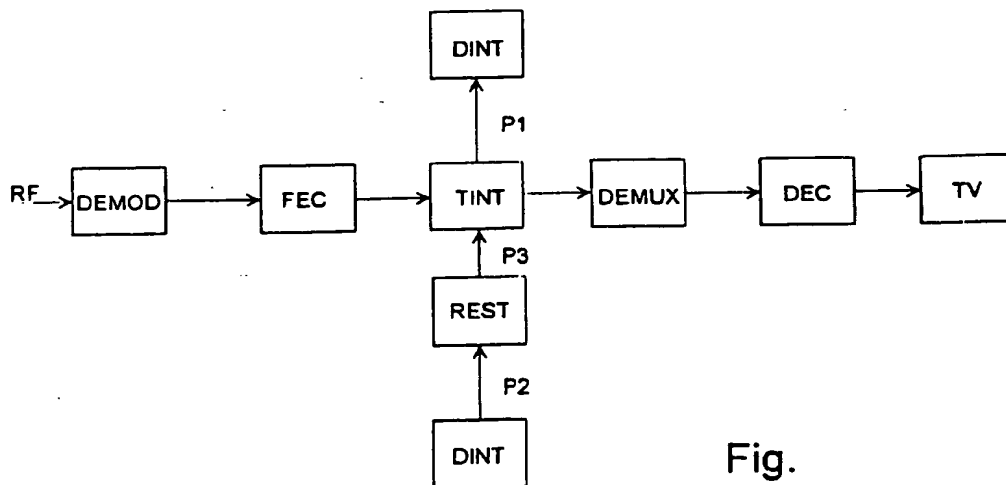 DINT
P1
RF DEMOD FEC TINT DEMUX DEC TV
P3
REST
P2
DINT
Fig.